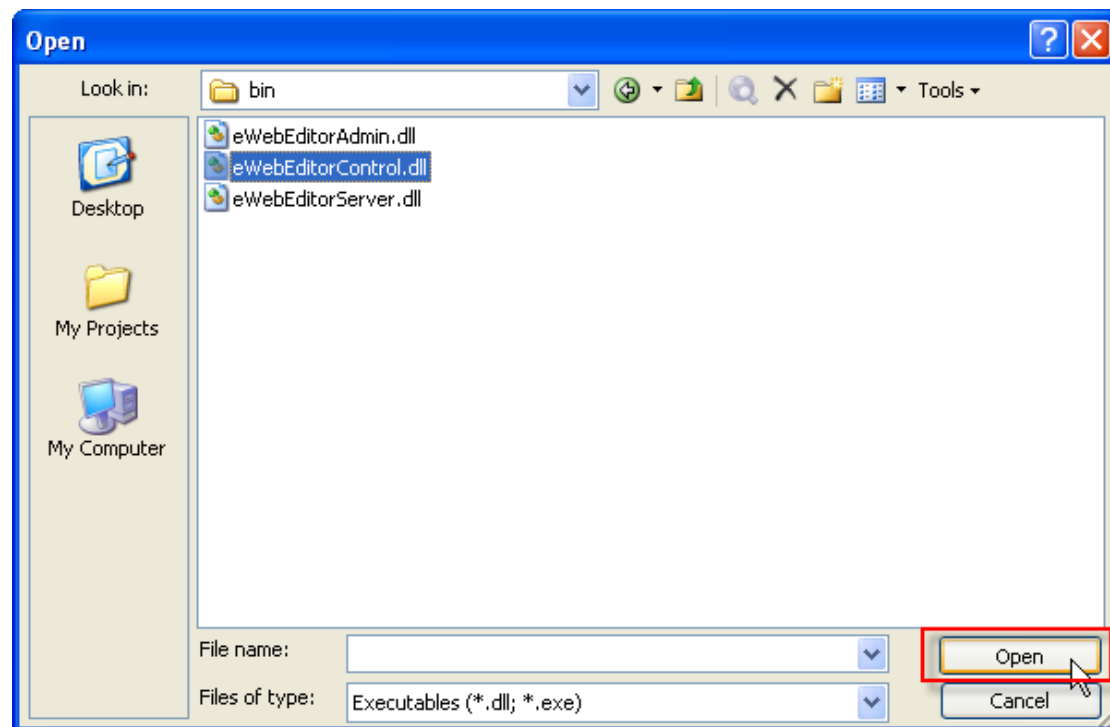 Open
Look in:
bin
Tools
eWebEditorAdmin.dll
eWebEditorControl.dll
eWebEditorServer.dll
Desktop
My Projects
My Computer
File name:
Open
Files of type:
Executables (*.dll; *.exe)
Cancel